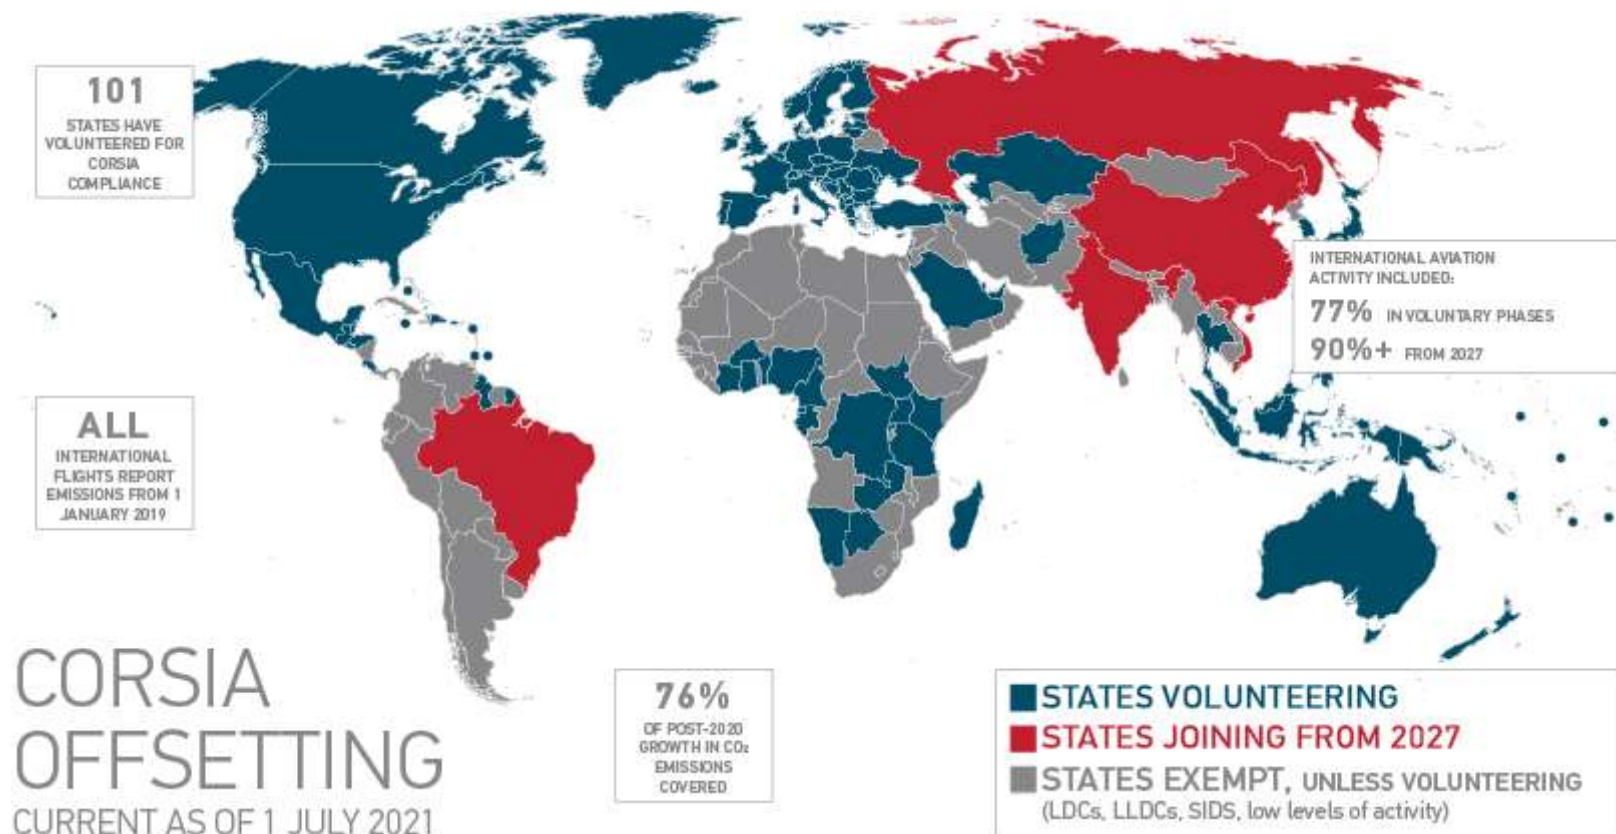 101
STATES HAVE
VOLUNTEERED FOR
CORSIA
COMPLIANCE
INTERNATIONAL AVIATION
ACTIVITY INCLUDED:
77% IN VOLUNTARY PHASES
90%+ FROM 2027
ALL
INTERNATIONAL
FLIGHTS REPORT
EMISSIONS FROM 1
JANUARY 2019
CORSIA
OFFSETTING
CURRENT AS OF 1 JULY 2021
76%
OF POST-2020
GROWTH IN CO₂
EMISSIONS
COVERED
STATES VOLUNTEERING
STATES JOINING FROM 2027
STATES EXEMPT, UNLESS VOLUNTEERING
(LDCs, LLDCs, SIDS, low levels of activity)